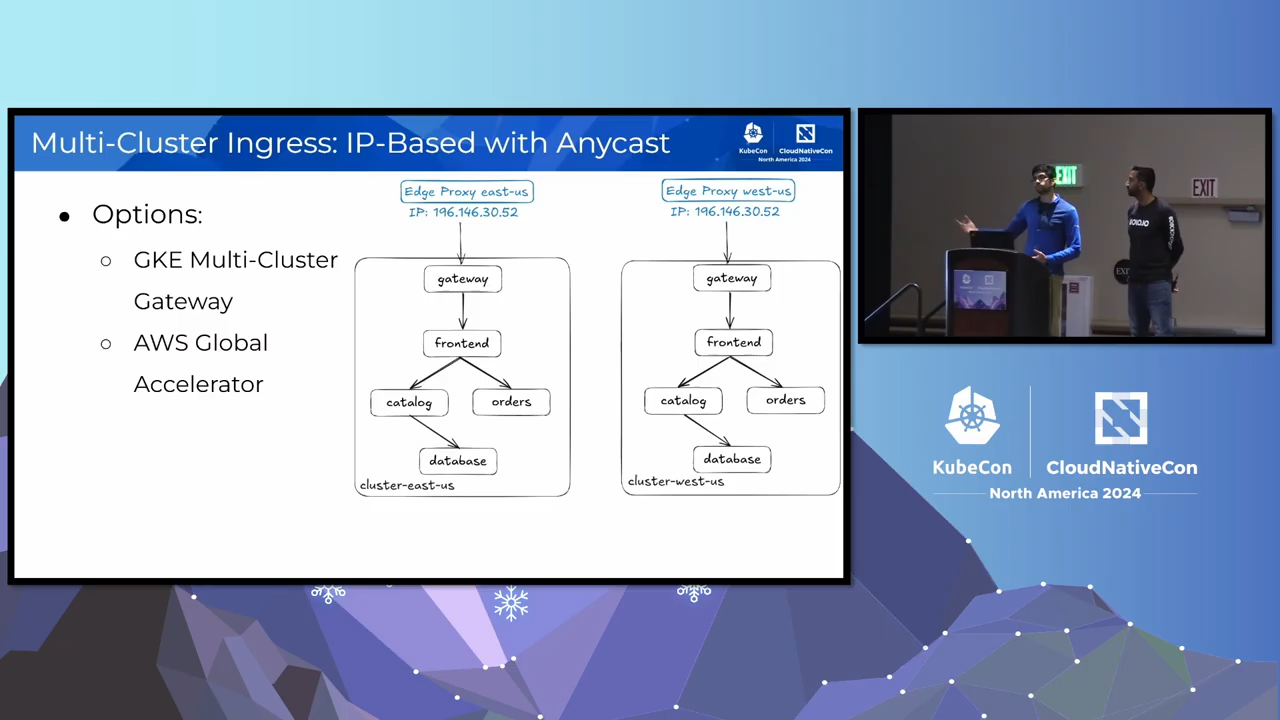 Multi-Cluster Ingress: IP-Based with Anycast
KubeCon
CloudNativeCon
North America 2024
● Options:
○ GKE Multi-Cluster
Gateway
○ AWS Global
Accelerator
Edge Proxy east-us
IP: 196.146.30.52
gateway
frontend
catalog
orders
database
cluster-east-us
Edge Proxy west-us
IP: 196.146.30.52
gateway
frontend
catalog
orders
database
cluster-west-us
EXIT
EXIT
KubeCon
CloudNativeCon
North America 2024